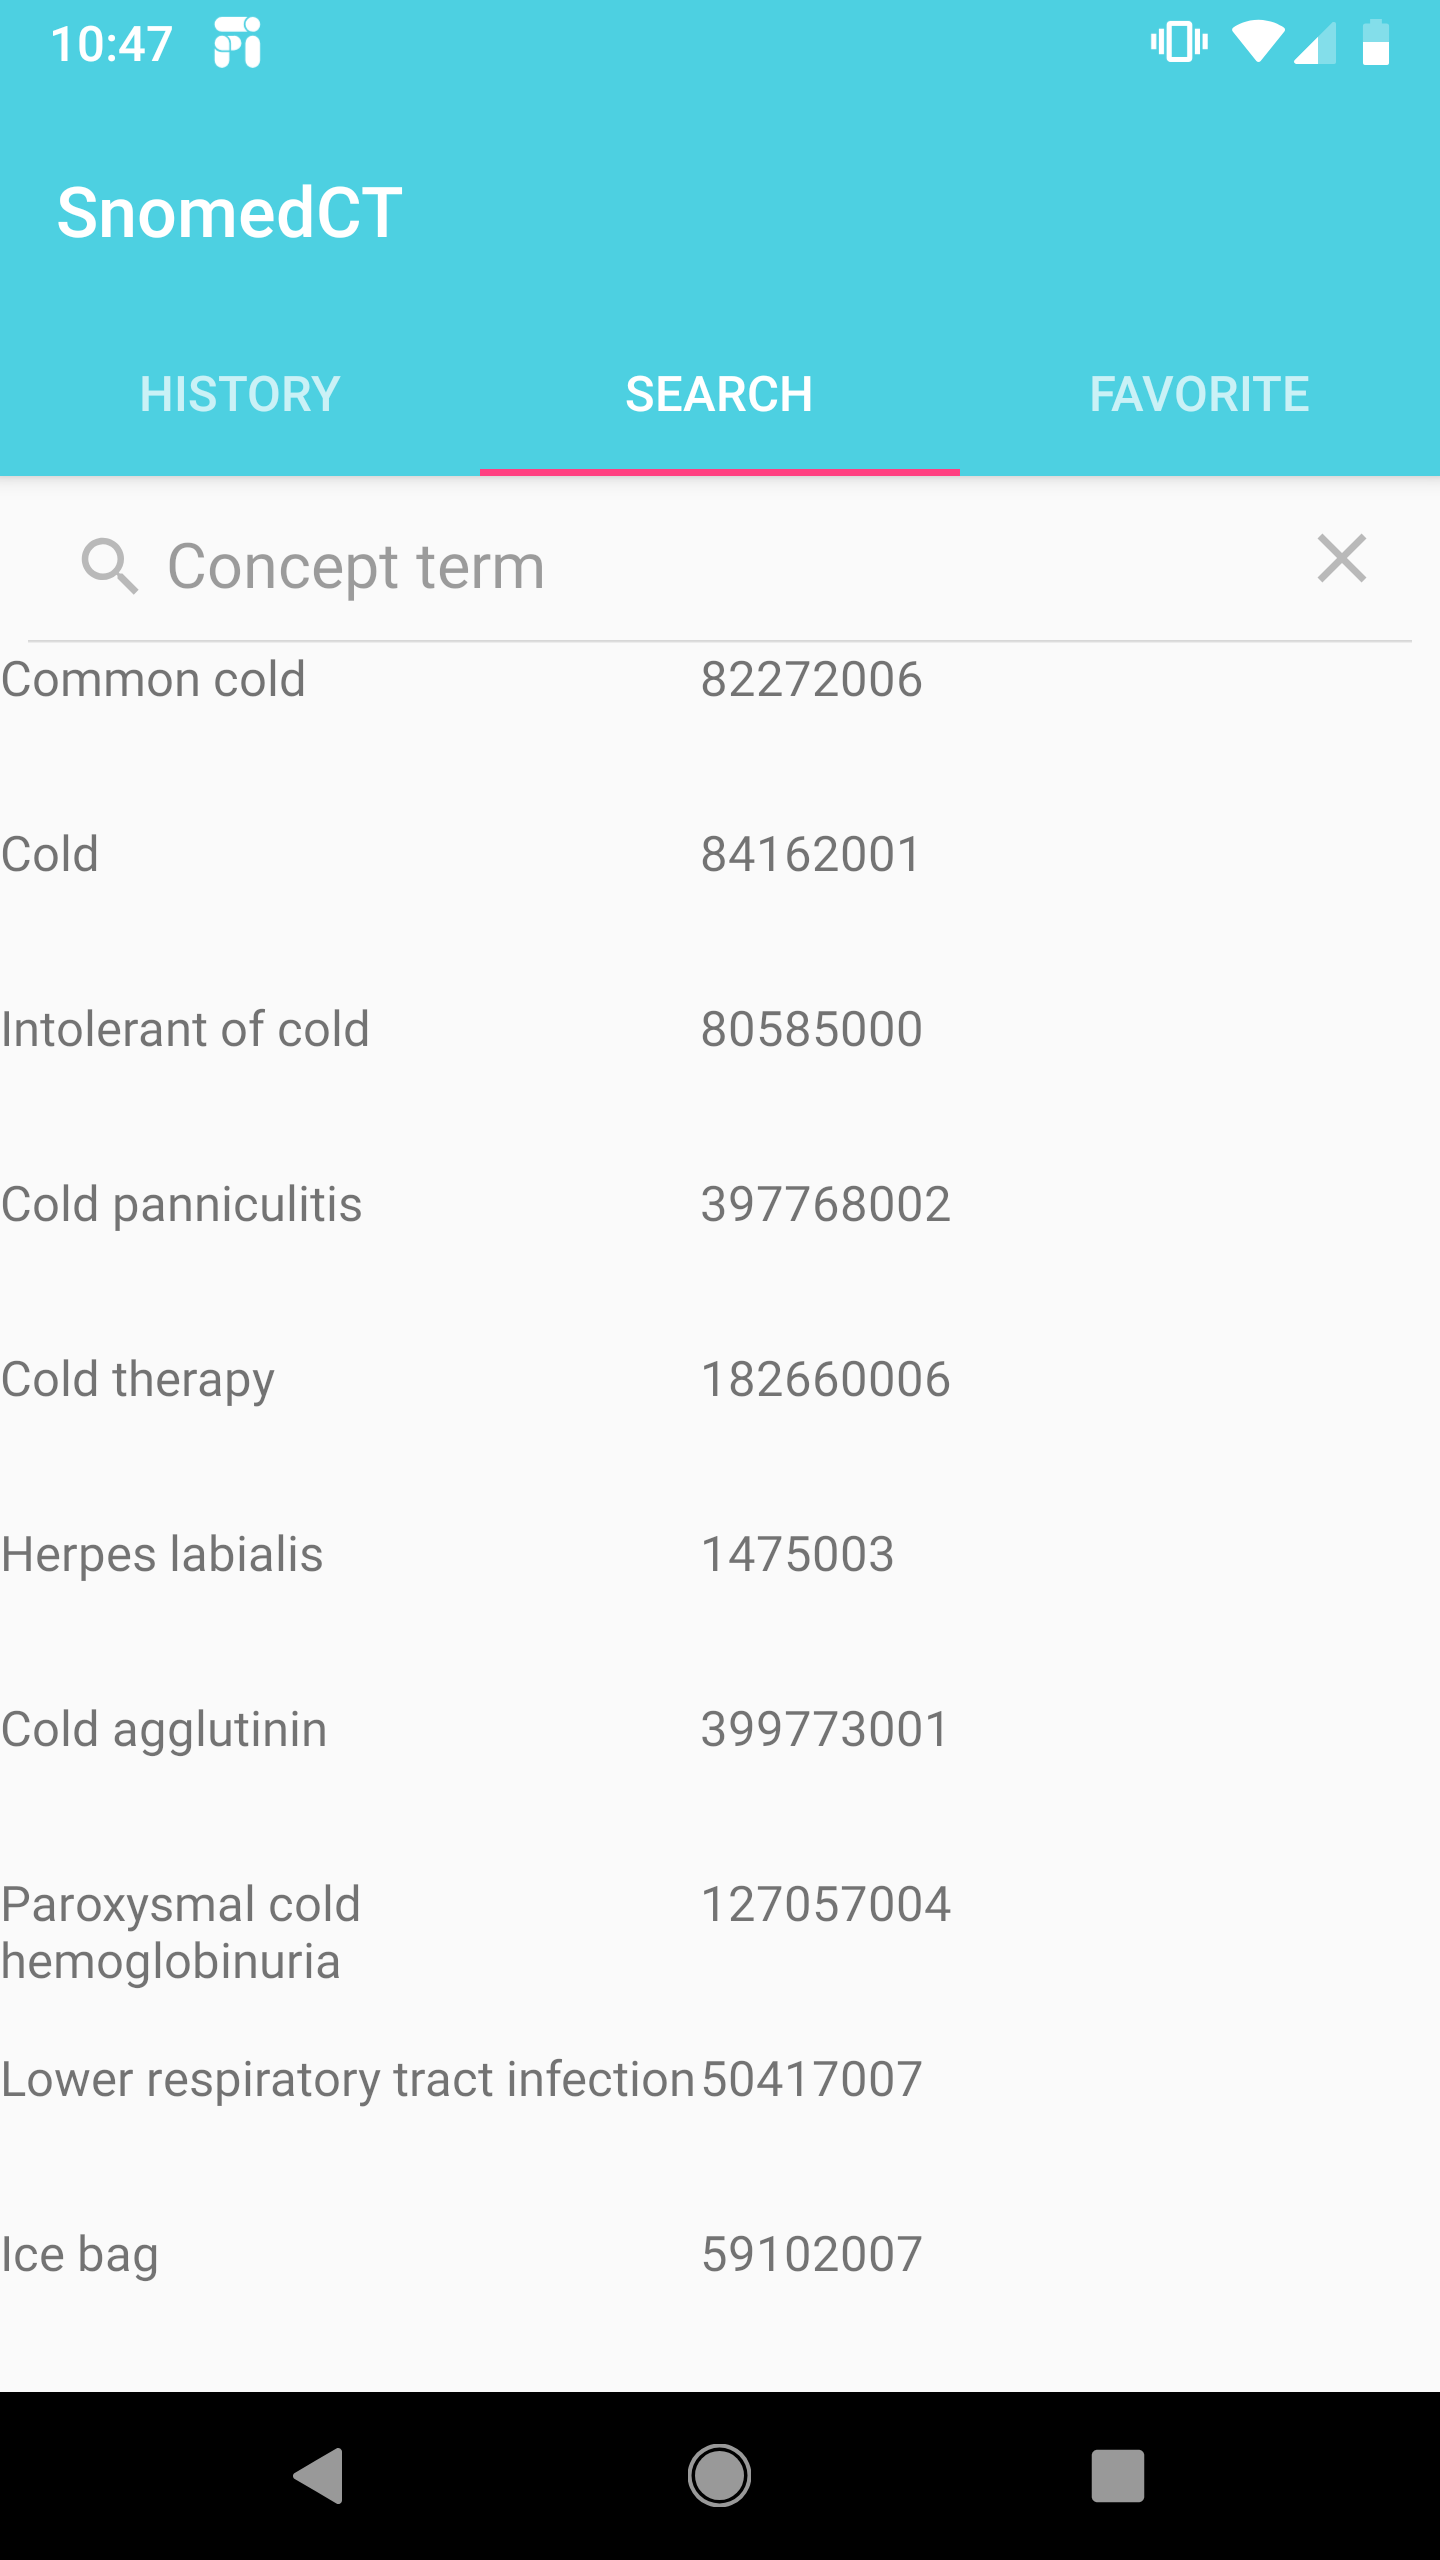 10:47
SnomedCT
HISTORY SEARCH FAVORITE
Concept term
Common cold 82272006
Cold 84162001
Intolerant of cold 80585000
Cold panniculitis 397768002
Cold therapy 182660006
Herpes labialis 1475003
Cold agglutinin 399773001
Paroxysmal cold 127057004
hemoglobinuria
Lower respiratory tract infection 50417007
Ice bag 59102007